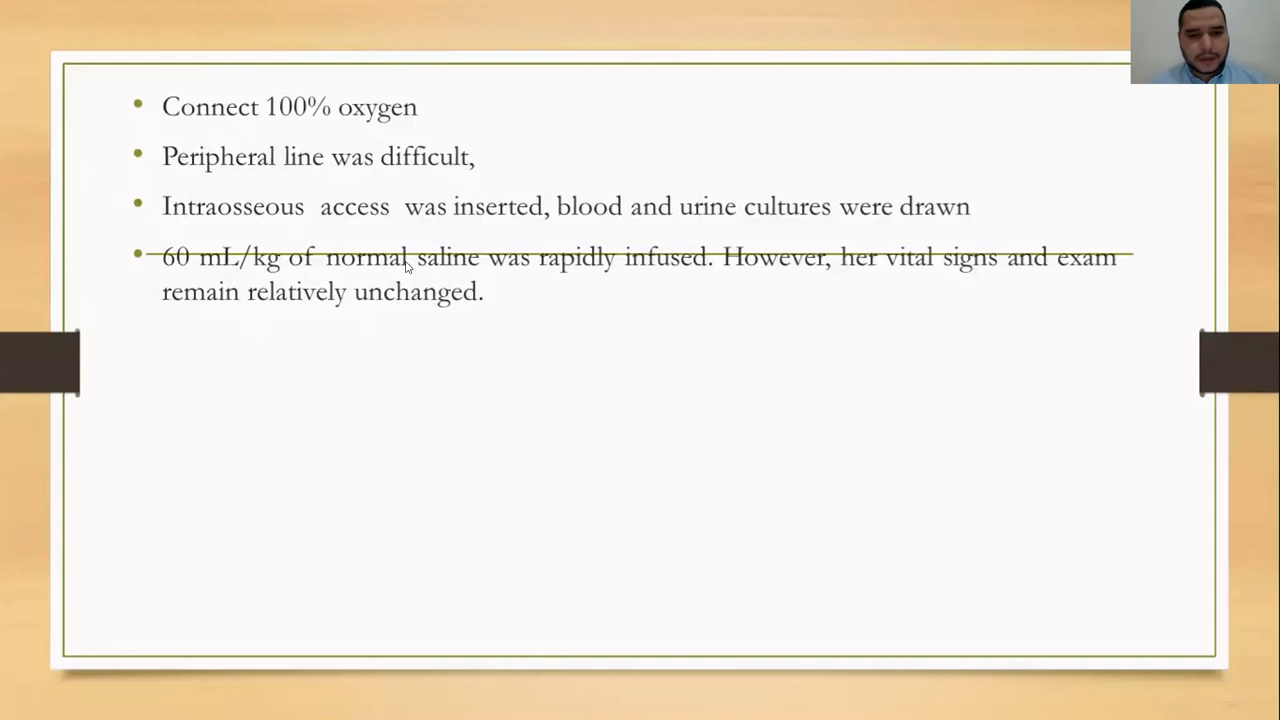 Connect 100% oxygen
Peripheral line was difficult,
Intraosseous access was inserted, blood and urine cultures were drawn
60 mL/kg of normal saline was rapidly infused. However, her vital signs and exam
remain relatively unchanged.